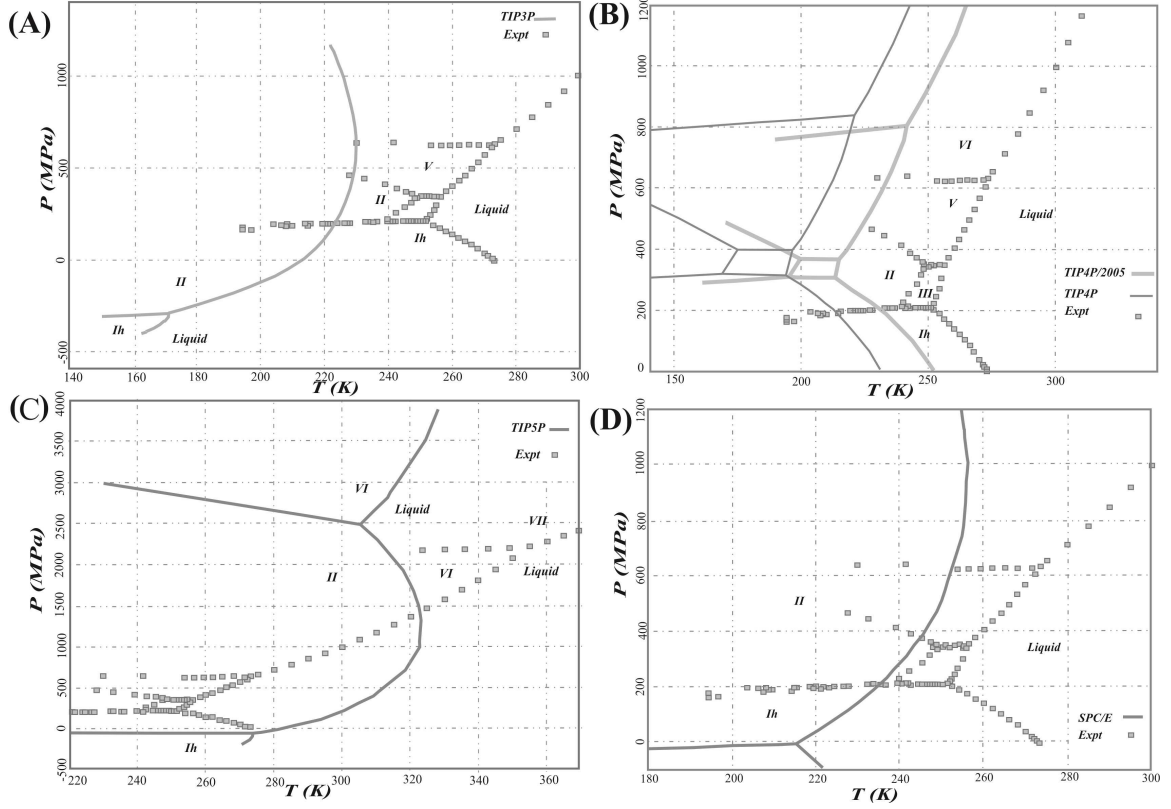 (A)
TIP3P
Expt
P (MPa)
1000
500
0
-500
V
II
Liquid
Ih
II
Ih
Liquid
140 160 180 200 220 240 260 280 300
T (K)
(B)
P (MPa)
1200
1000
800
600
400
200
0
VI
V
Liquid
II
III
Ih
TIP4P/2005
TIP4P
Expt
150 200 250 300
T (K)
(C)
TIP5P
Expt
P (MPa)
4000
3500
3000
2500
2000
1500
1000
500
0
-500
VI
Liquid
VII
II
VI
Liquid
Ih
220 240 260 280 300 320 340 360
T (K)
(D)
P (MPa)
1200
1000
800
600
400
200
0
II
Liquid
Ih
SPC/E
Expt
180 200 220 240 260 280 300
T (K)